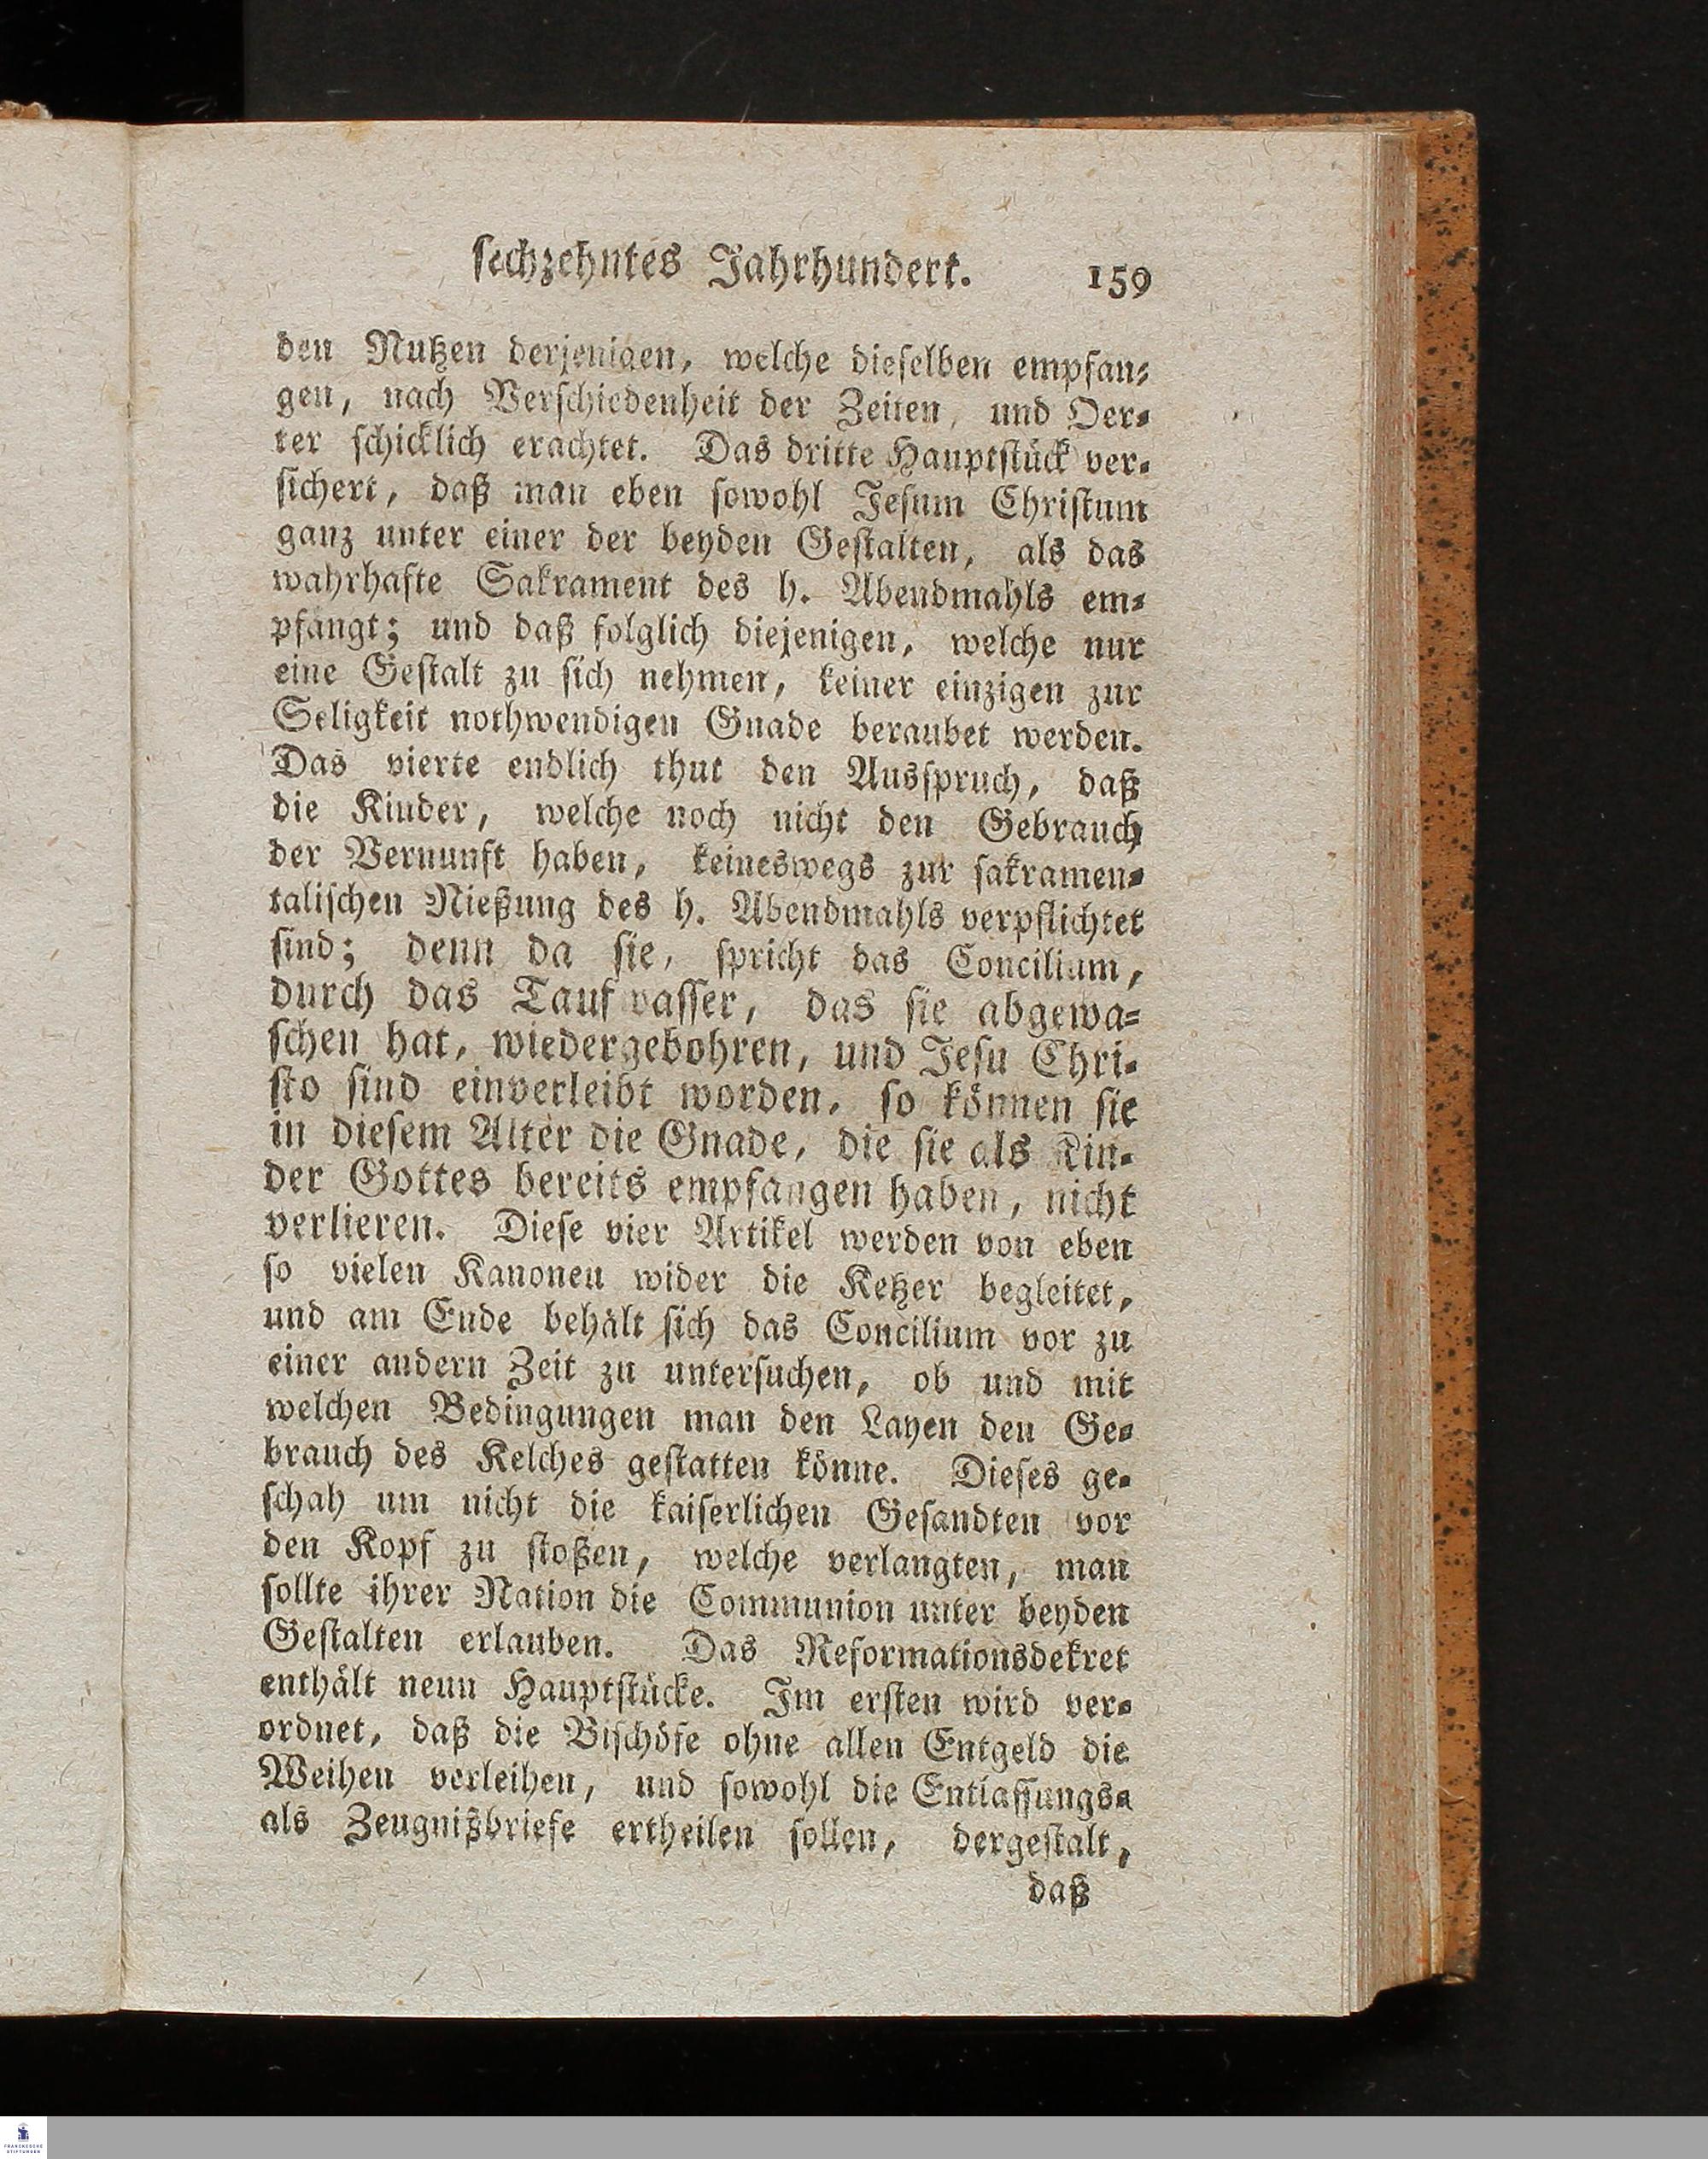 sechzehntes Jahrhundert. 159
den Nutzen derjenigen, welche dieselben empfan-
gen, nach Verschiedenheit der Zeiten, und Oer-
ter schicklich erachtet. Das dritte Hauptstück ver-
sichert, daß man eben sowohl Jesum Christum
ganz unter einer der beyden Gestalten, als das
wahrhafte Sakrament des h. Abendmahls em-
pfängt; und daß folglich diejenigen, welche nur
eine Gestalt zu sich nehmen, keiner einzigen zur
Seligkeit nothwendigen Gnade beraubet werden.
Das vierte endlich thut den Ausspruch, daß
die Kinder, welche noch nicht den Gebrauch
der Vernunft haben, keineswegs zur sakramen-
talischen Nießung des h. Abendmahls verpflichtet
sind; denn da sie, spricht das Concilium,
durch das Taufwasser, das sie abgewa-
schen hat, wiedergebohren, und Jesu Chri-
sto sind einverleibt worden, so können sie
in diesem Alter die Gnade, die sie als Kin-
der Gottes bereits empfangen haben, nicht
verlieren. Diese vier Artikel werden von eben
so vielen Kanonen wider die Ketzer begleitet,
und am Ende behält sich das Concilium vor zu
einer andern Zeit zu untersuchen, ob und mit
welchen Bedingungen man den Layen den Ge-
brauch des Kelches gestatten könne. Dieses ge-
schah um nicht die kaiserlichen Gesandten vor
den Kopf zu stoßen, welche verlangten, man
sollte ihrer Nation die Communion unter beyden
Gestalten erlauben. Das Reformationsdekret
enthält neun Hauptstücke. Im ersten wird ver-
ordnet, daß die Bischöfe ohne allen Entgeld die
Weihen verleihen, und sowohl die Entlassungs-
als Zeugnißbriefe ertheilen sollen, dergestalt,
daß
FRANCKESCHE
STIFTUNGEN